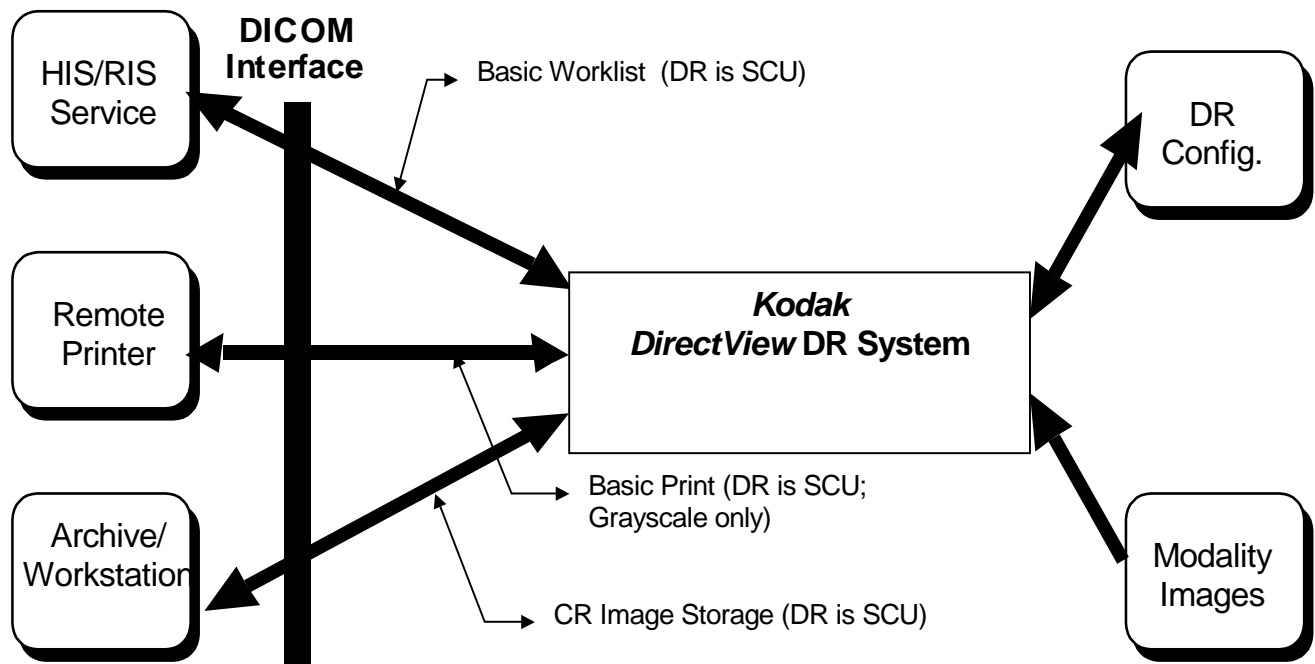 HIS/RIS
Service
DICOM
Interface
Basic Worklist (DR is SCU)
DR
Config.
Remote
Printer
Kodak
DirectView DR System
Basic Print (DR is SCU;
Grayscale only)
Archive/
Workstation
CR Image Storage (DR is SCU)
Modality
Images